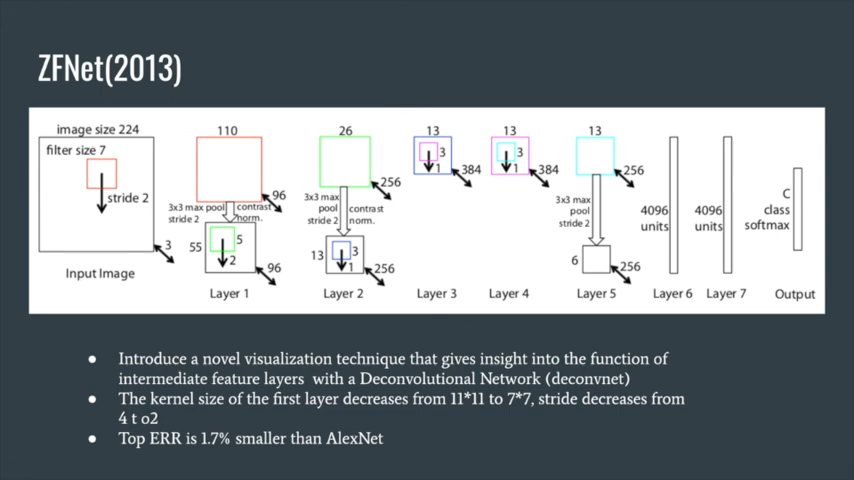 ZFNet(2013)
image size 224
110
26
13
13
13
filter size 7
stride 2
3
Input Image
96
3x3 max pool
stride 2
contrast
norm.
55
5
2
96
Layer 1
256
3x3 max
pool
stride 2
contrast
norm.
13
3
1
256
Layer 2
3
1
384
Layer 3
3
1
384
Layer 4
256
3x3 max
pool
stride 2
6
256
Layer 5
4096
units
Layer 6
4096
units
Layer 7
C
class
softmax
Output
● Introduce a novel visualization technique that gives insight into the function of
intermediate feature layers with a Deconvolutional Network (deconvnet)
● The kernel size of the first layer decreases from 11*11 to 7*7, stride decreases from
4 t o2
● Top ERR is 1.7% smaller than AlexNet